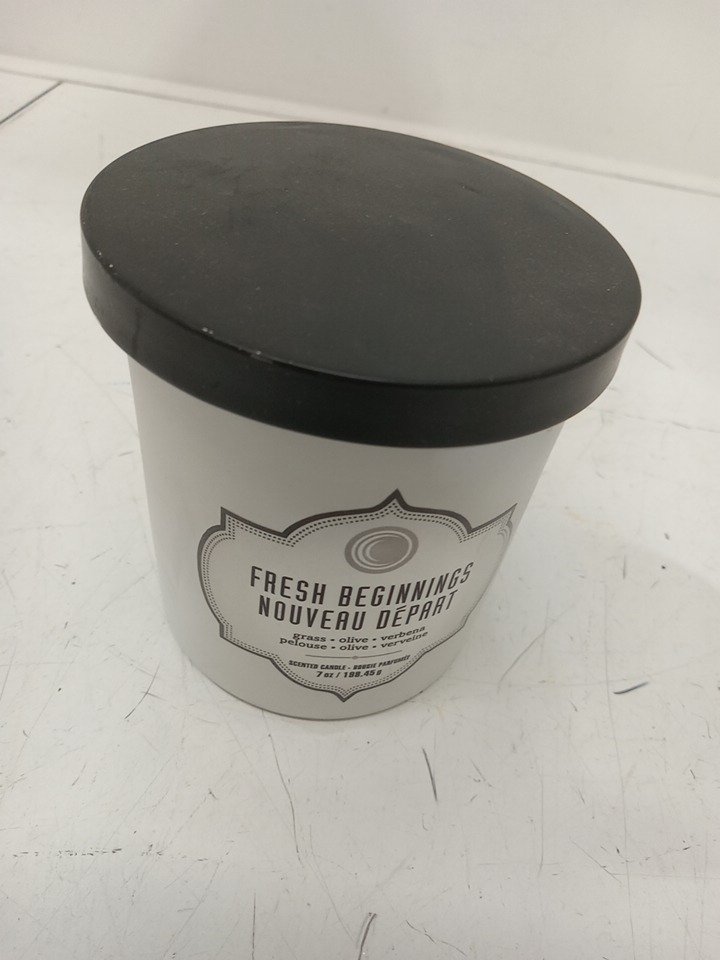 FRESH BEGINNINGS
NOUVEAU DÉPART
grass • olive • verbena
pelouse • olive • verveine
SCENTED CANDLE - BOUGIE PARFUMÉE
7 oz / 198.45 g